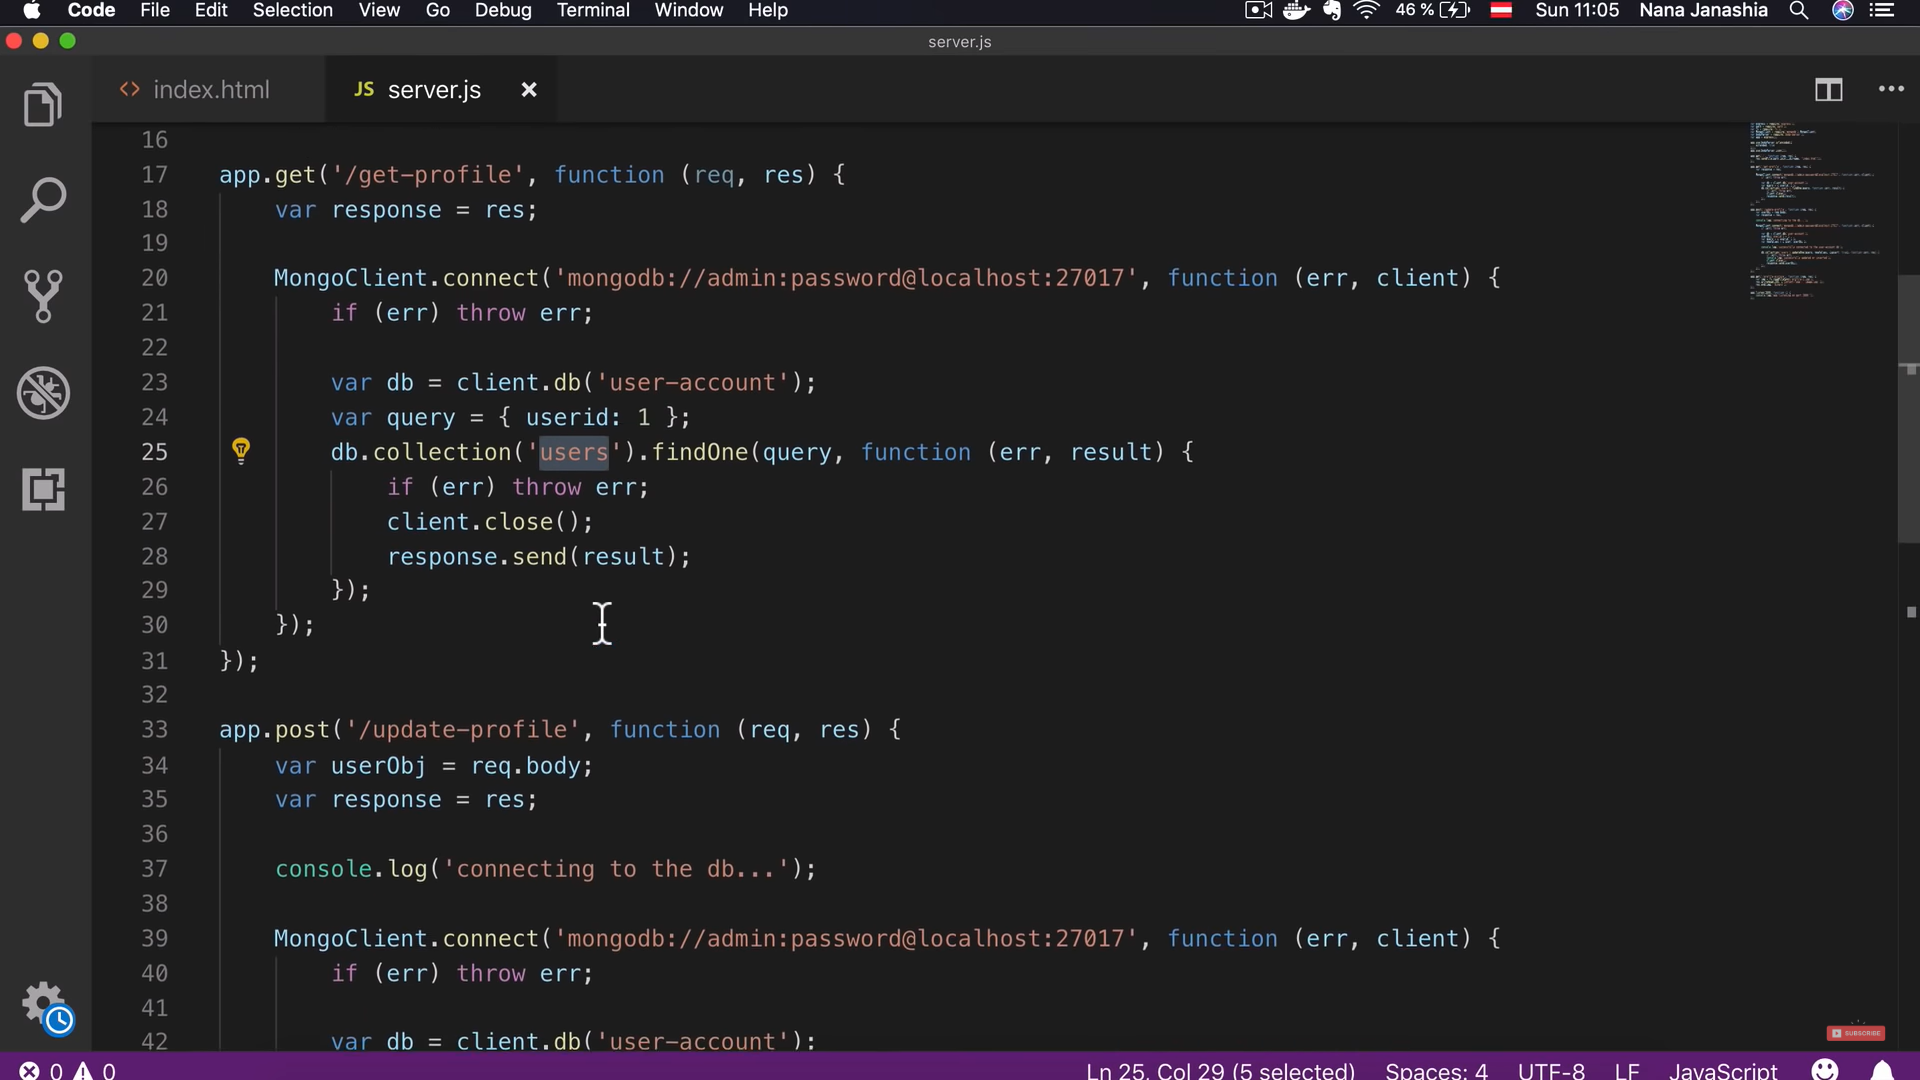 Code File Edit Selection View Go Debug Terminal Window Help 46 % Sun 11:05 Nana Janashia
server.js
<> index.html JS server.js
16
17 app.get('/get-profile', function (req, res) {
18 var response = res;
19
20 MongoClient.connect('mongodb://admin:password@localhost:27017', function (err, client) {
21 if (err) throw err;
22
23 var db = client.db('user-account');
24 var query = { userid: 1 };
25 db.collection('users').findOne(query, function (err, result) {
26 if (err) throw err;
27 client.close();
28 response.send(result);
29 });
30 });
31 });
32
33 app.post('/update-profile', function (req, res) {
34 var userObj = req.body;
35 var response = res;
36
37 console.log('connecting to the db...');
38
39 MongoClient.connect('mongodb://admin:password@localhost:27017', function (err, client) {
40 if (err) throw err;
41
42 var db = client.db('user-account');
SUBSCRIBE
0 0 Ln 25, Col 29 (5 selected) Spaces: 4 UTF-8 LF JavaScript